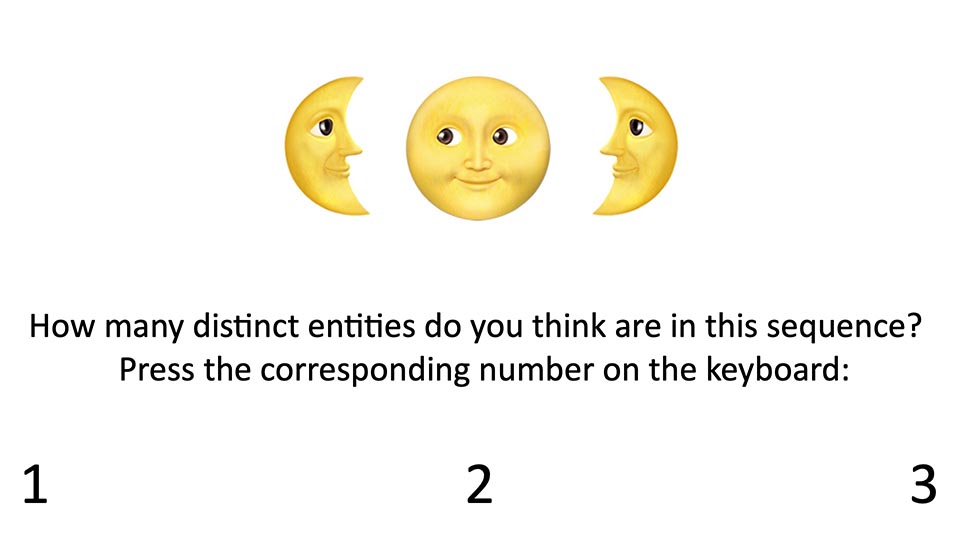 How many distinct entities do you think are in this sequence?
Press the corresponding number on the keyboard:
1 2 3